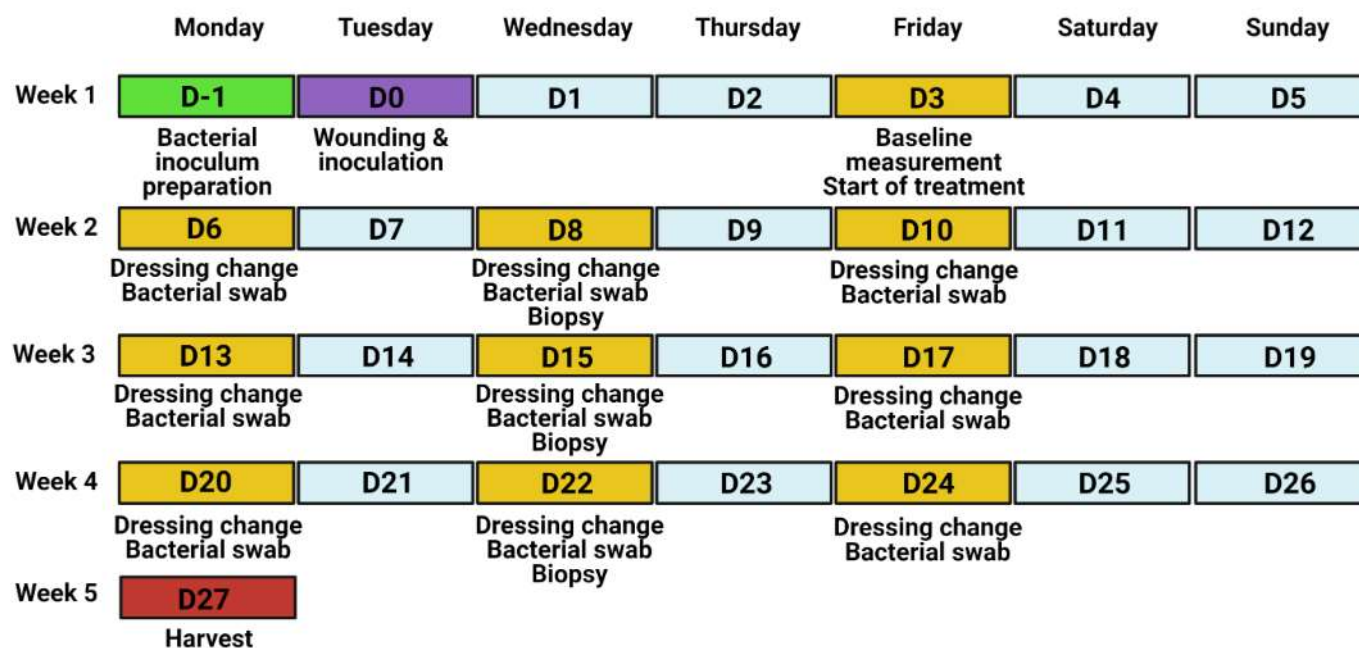 Monday Tuesday Wednesday Thursday Friday Saturday Sunday
Week 1 D-1 D0 D1 D2 D3 D4 D5
Bacterial Wounding & Baseline
inoculum inoculation measurement
preparation Start of treatment
Week 2 D6 D7 D8 D9 D10 D11 D12
Dressing change Dressing change Dressing change
Bacterial swab Bacterial swab Bacterial swab
Biopsy
Week 3 D13 D14 D15 D16 D17 D18 D19
Dressing change Dressing change Dressing change
Bacterial swab Bacterial swab Bacterial swab
Biopsy
Week 4 D20 D21 D22 D23 D24 D25 D26
Dressing change Dressing change Dressing change
Bacterial swab Bacterial swab Bacterial swab
Biopsy
Week 5 D27
Harvest